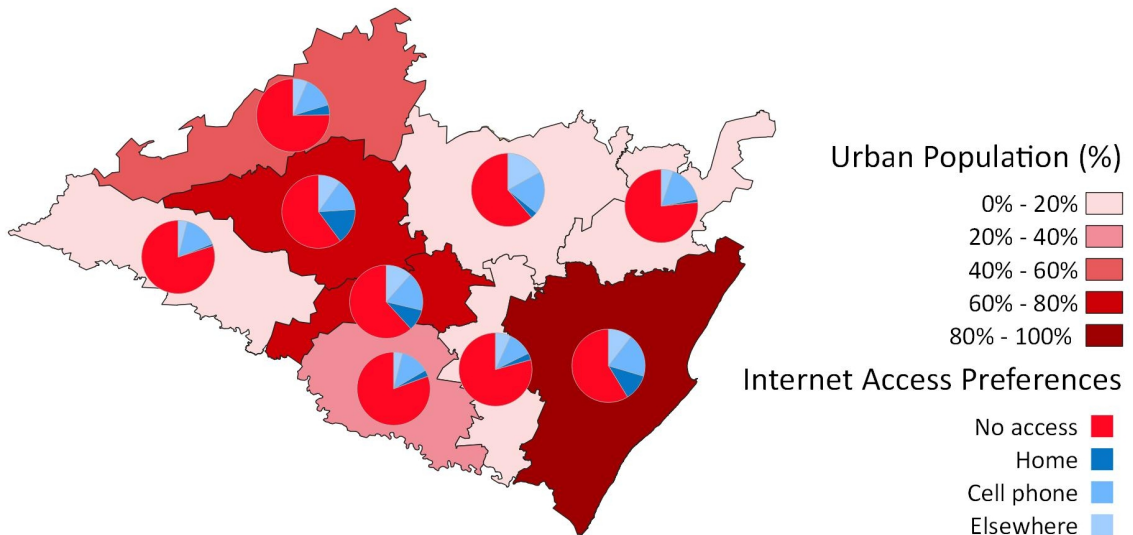 Urban Population (%)
0% - 20%
20% - 40%
40% - 60%
60% - 80%
80% - 100%
Internet Access Preferences
No access
Home
Cell phone
Elsewhere